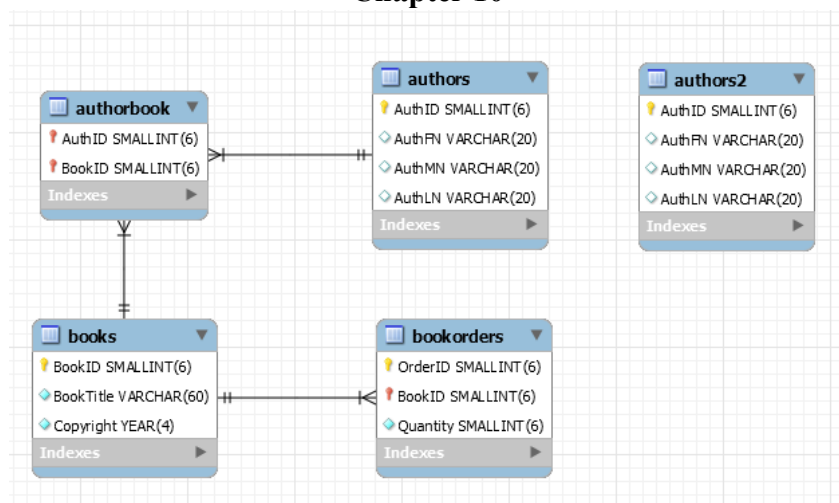 Chapter 10
authorbook
AuthID SMALLINT(6)
BookID SMALLINT(6)
Indexes
authors
AuthID SMALLINT(6)
AuthFN VARCHAR(20)
AuthMN VARCHAR(20)
AuthLN VARCHAR(20)
Indexes
authors2
AuthID SMALLINT(6)
AuthFN VARCHAR(20)
AuthMN VARCHAR(20)
AuthLN VARCHAR(20)
Indexes
books
BookID SMALLINT(6)
BookTitle VARCHAR(60)
Copyright YEAR(4)
Indexes
bookorders
OrderID SMALLINT(6)
BookID SMALLINT(6)
Quantity SMALLINT(6)
Indexes